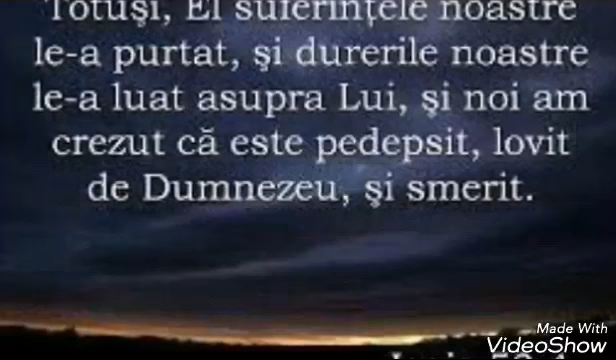 Totuşi, El suferinţele noastre
le-a purtat, şi durerile noastre
le-a luat asupra Lui, şi noi am
crezut că este pedepsit, lovit
de Dumnezeu, şi smerit.
Made With
VideoShow